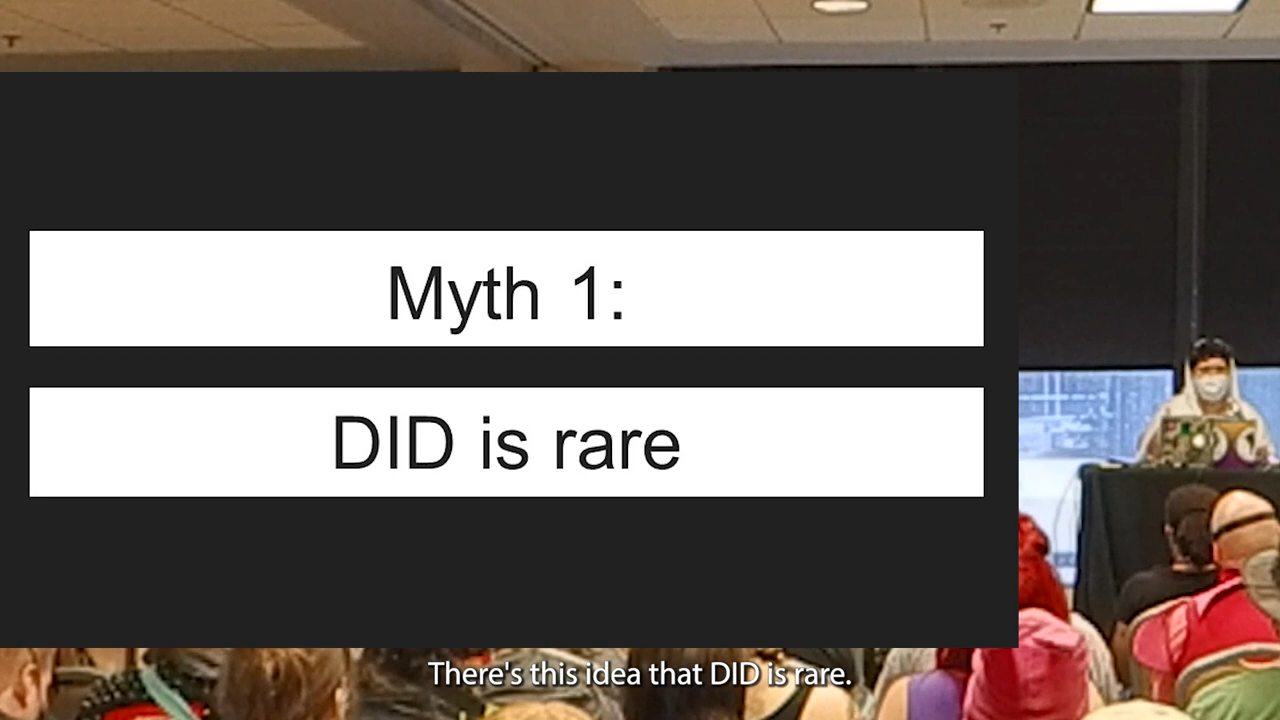 Myth 1:
DID is rare
There's this idea that DID is rare.